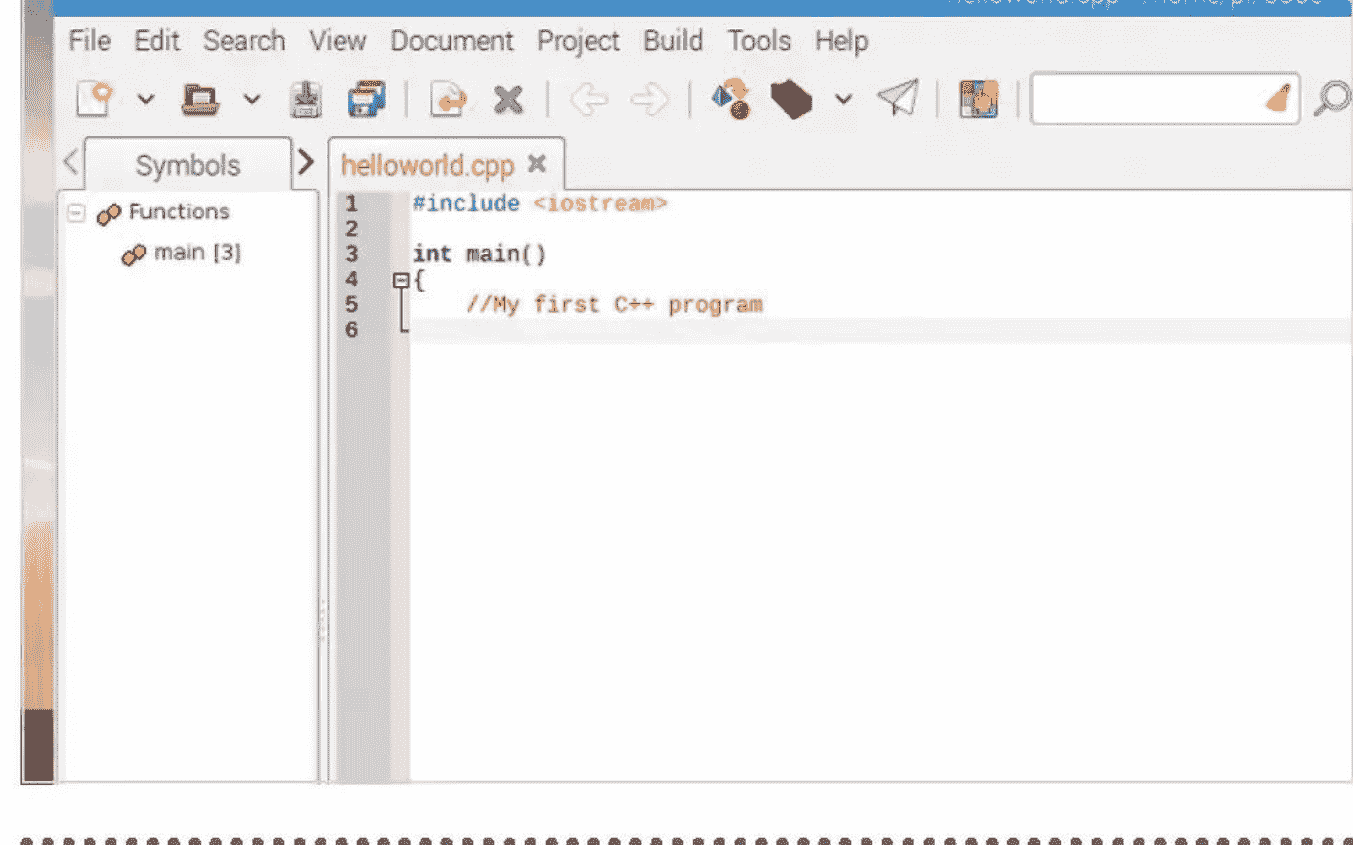 File Edit Search View Document Project Build Tools Help
Symbols
helloworld.cpp
Functions
main [3]
1 #include <iostream>
2
3 int main()
4 {
5 //My first C++ program
6